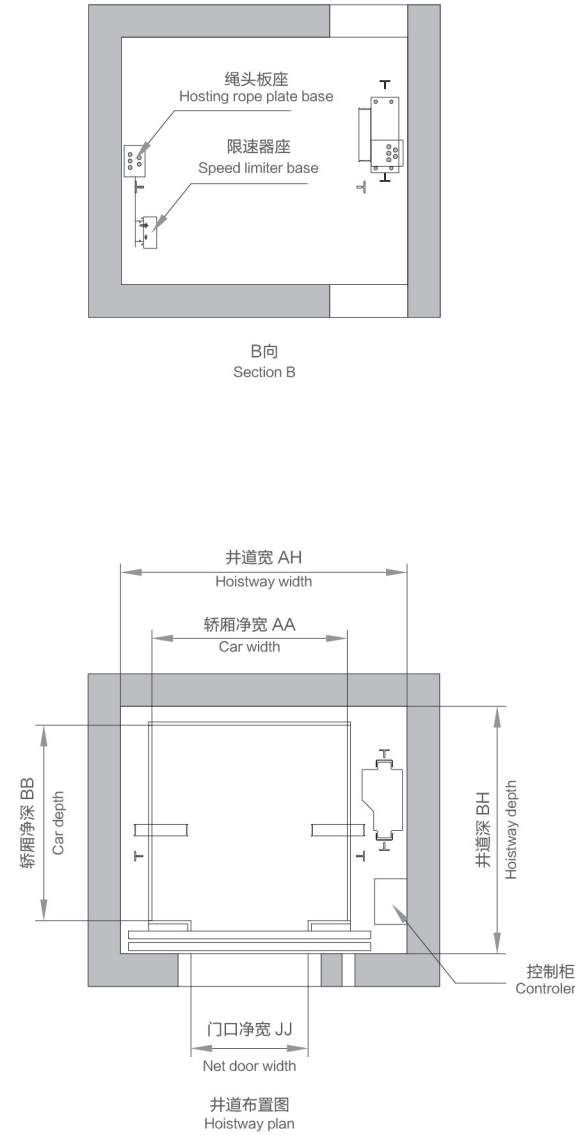 绳头板座
Hosting rope plate base
限速器座
Speed limiter base
B向
Section B
井道宽 AH
Hoistway width
轿厢净宽 AA
Car width
轿厢净深 BB
Car depth
井道深 BH
Hoistway depth
控制柜
Controler
门口净宽 JJ
Net door width
井道布置图
Hoistway plan